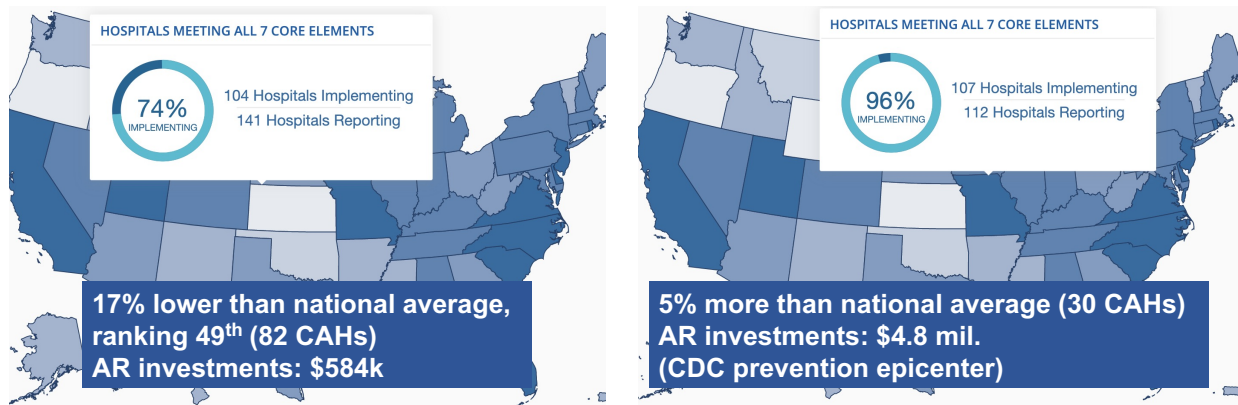 HOSPITALS MEETING ALL 7 CORE ELEMENTS
74%
IMPLEMENTING
104 Hospitals Implementing
141 Hospitals Reporting
17% lower than national average,
ranking 49th (82 CAHs)
AR investments: $584k
HOSPITALS MEETING ALL 7 CORE ELEMENTS
96%
IMPLEMENTING
107 Hospitals Implementing
112 Hospitals Reporting
5% more than national average (30 CAHs)
AR investments: $4.8 mil.
(CDC prevention epicenter)